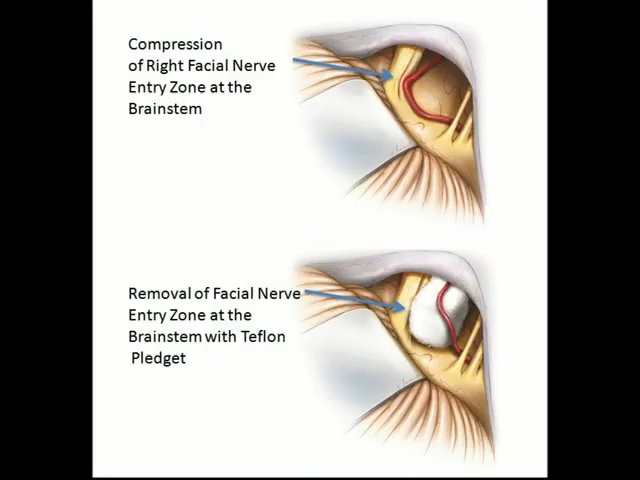 Compression
of Right Facial Nerve
Entry Zone at the
Brainstem
Removal of Facial Nerve
Entry Zone at the
Brainstem with Teflon
Pledget